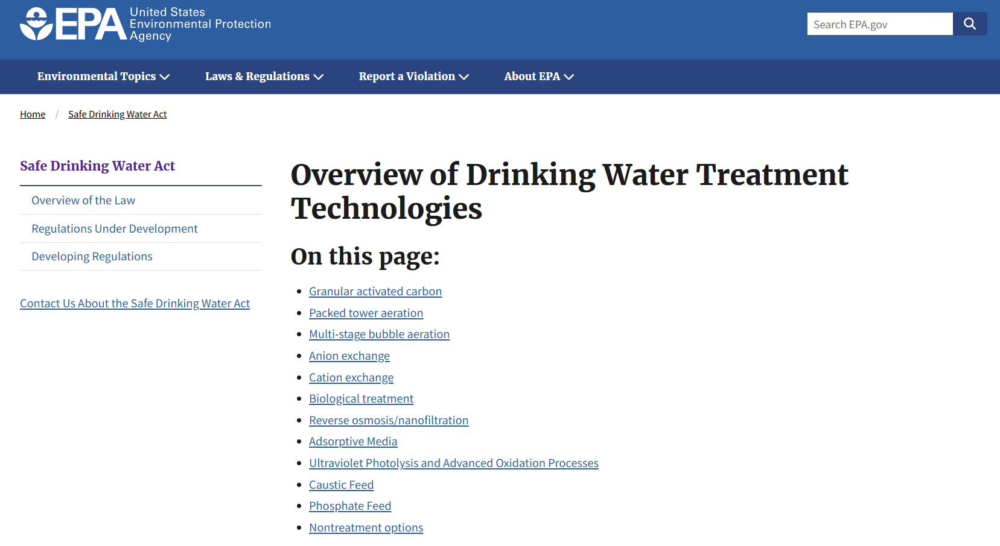 EPA United States
Environmental Protection
Agency
Search EPA.gov
Environmental Topics
Laws & Regulations
Report a Violation
About EPA
Home / Safe Drinking Water Act
Safe Drinking Water Act
Overview of the Law
Regulations Under Development
Developing Regulations
Contact Us About the Safe Drinking Water Act
Overview of Drinking Water Treatment
Technologies
On this page:
Granular activated carbon
Packed tower aeration
Multi-stage bubble aeration
Anion exchange
Cation exchange
Biological treatment
Reverse osmosis/nanofiltration
Adsorptive Media
Ultraviolet Photolysis and Advanced Oxidation Processes
Caustic Feed
Phosphate Feed
Nontreatment options